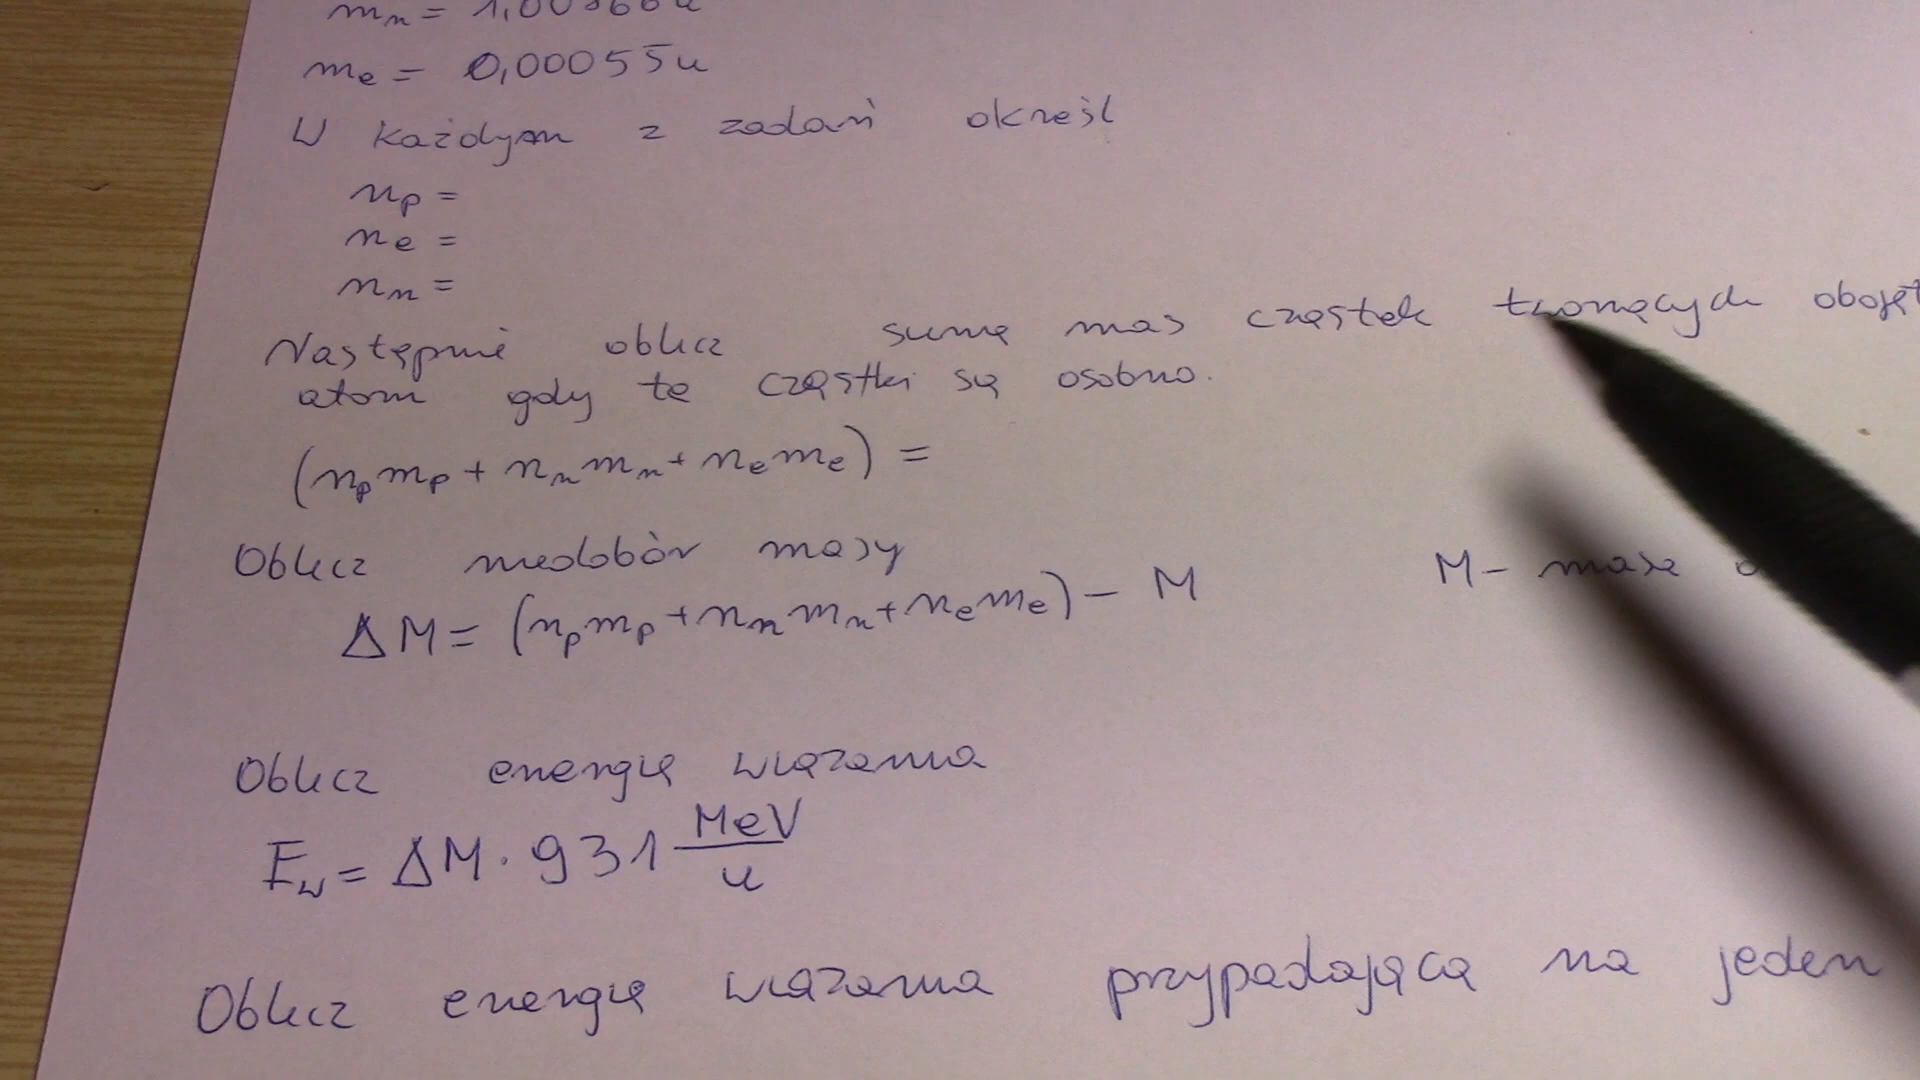 me = 0,00055u
W każdym z zadań określ
np =
ne =
nn =
Następnie oblicz sumę mas cząstek tworzących
atom gdy te cząstki są osobno.
(npmp + nnmn + neme) =
Oblicz niedobór masy
ΔM = (npmp + nnmn + neme) - M
M - masa
Oblicz energię wiązania
Ew = ΔM · 931 MeV/u
Oblicz energię wiązania przypadającą na jeden